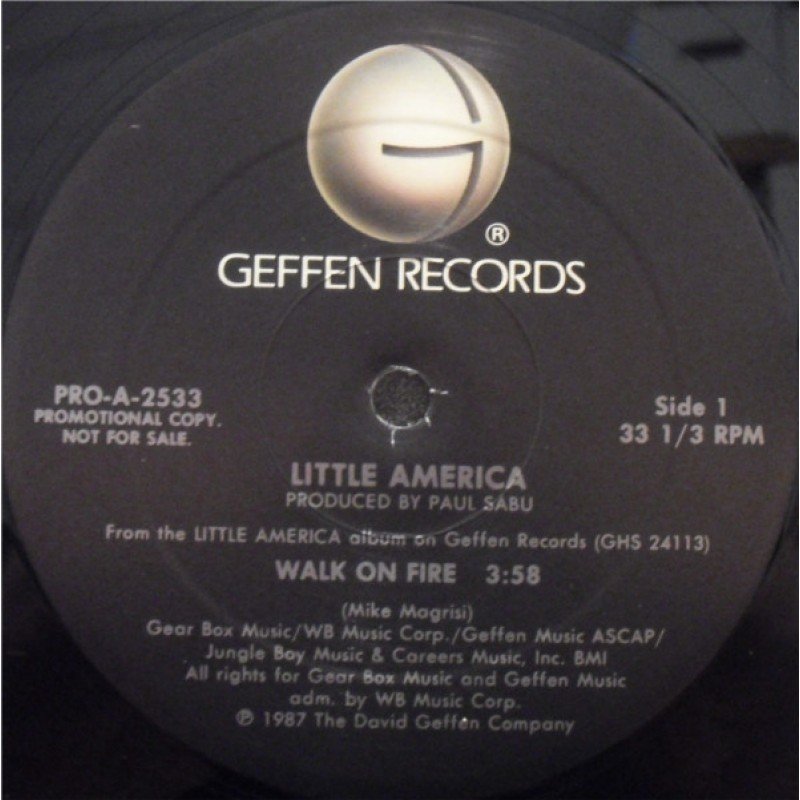 G
®
GEFFEN RECORDS
PRO-A-2533
PROMOTIONAL COPY.
NOT FOR SALE.
Side 1
33 1/3 RPM
LITTLE AMERICA
PRODUCED BY PAUL SABU
From the LITTLE AMERICA album on Geffen Records (GHS 24113)
WALK ON FIRE 3:58
(Mike Magrisi)
Gear Box Music/WB Music Corp./Geffen Music ASCAP/
Jungle Boy Music & Careers Music, Inc. BMI
All rights for Gear Box Music and Geffen Music
adm. by WB Music Corp.
℗ 1987 The David Geffen Company